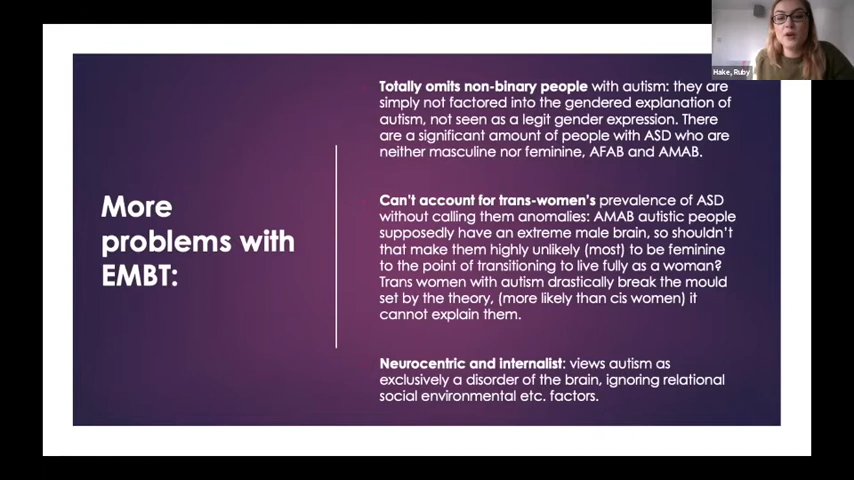 Hake, Ruby
More
problems with
EMBT:
Totally omits non-binary people with autism: they are
simply not factored into the gendered explanation of
autism, not seen as a legit gender expression. There
are a significant amount of people with ASD who are
neither masculine nor feminine, AFAB and AMAB.
Can't account for trans-women's prevalence of ASD
without calling them anomalies: AMAB autistic people
supposedly have an extreme male brain, so shouldn't
that make them highly unlikely (most) to be feminine
to the point of transitioning to live fully as a woman?
Trans women with autism drastically break the mould
set by the theory, (more likely than cis women) it
cannot explain them.
Neurocentric and internalist: views autism as
exclusively a disorder of the brain, ignoring relational
social environmental etc. factors.